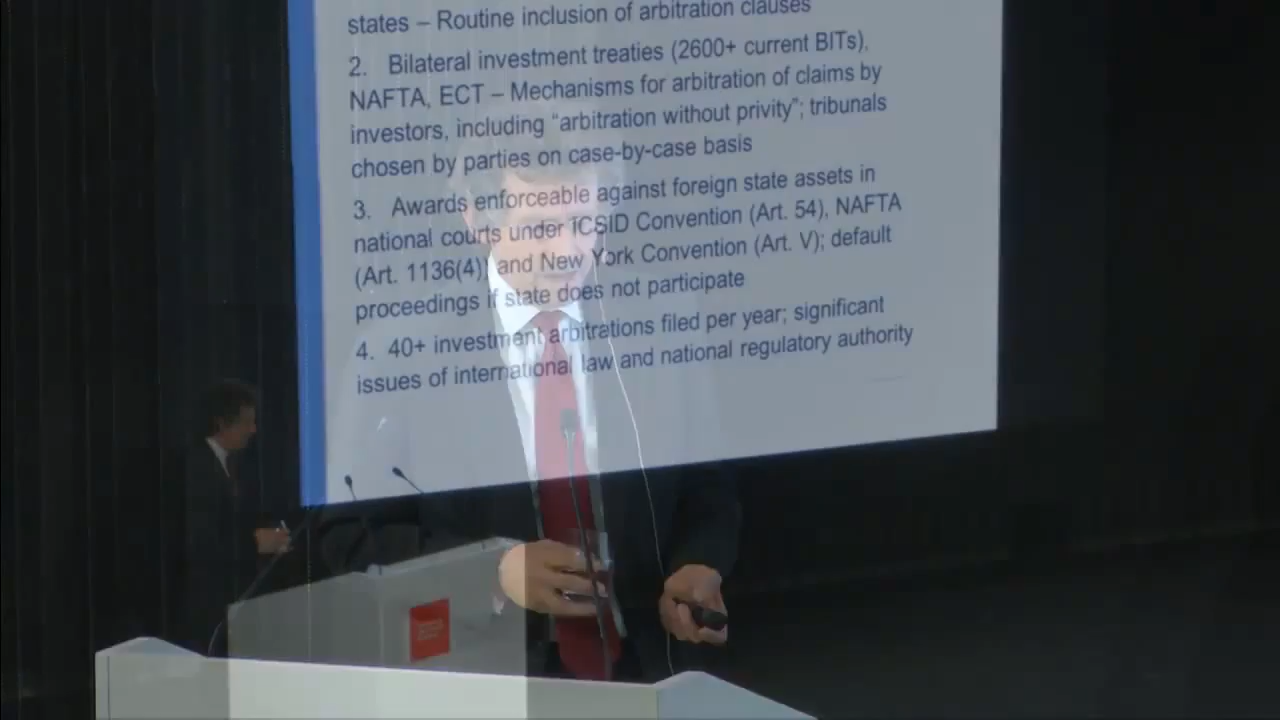 states – Routine inclusion of arbitration clauses
2. Bilateral investment treaties (2600+ current BITs),
NAFTA, ECT – Mechanisms for arbitration of claims by
investors, including “arbitration without privity”; tribunals
chosen by parties on case-by-case basis
3. Awards enforceable against foreign state assets in
national courts under ICSID Convention (Art. 54), NAFTA
(Art. 1136(4)) and New York Convention (Art. V); default
proceedings if state does not participate
4. 40+ investment arbitrations filed per year; significant
issues of international law and national regulatory authority